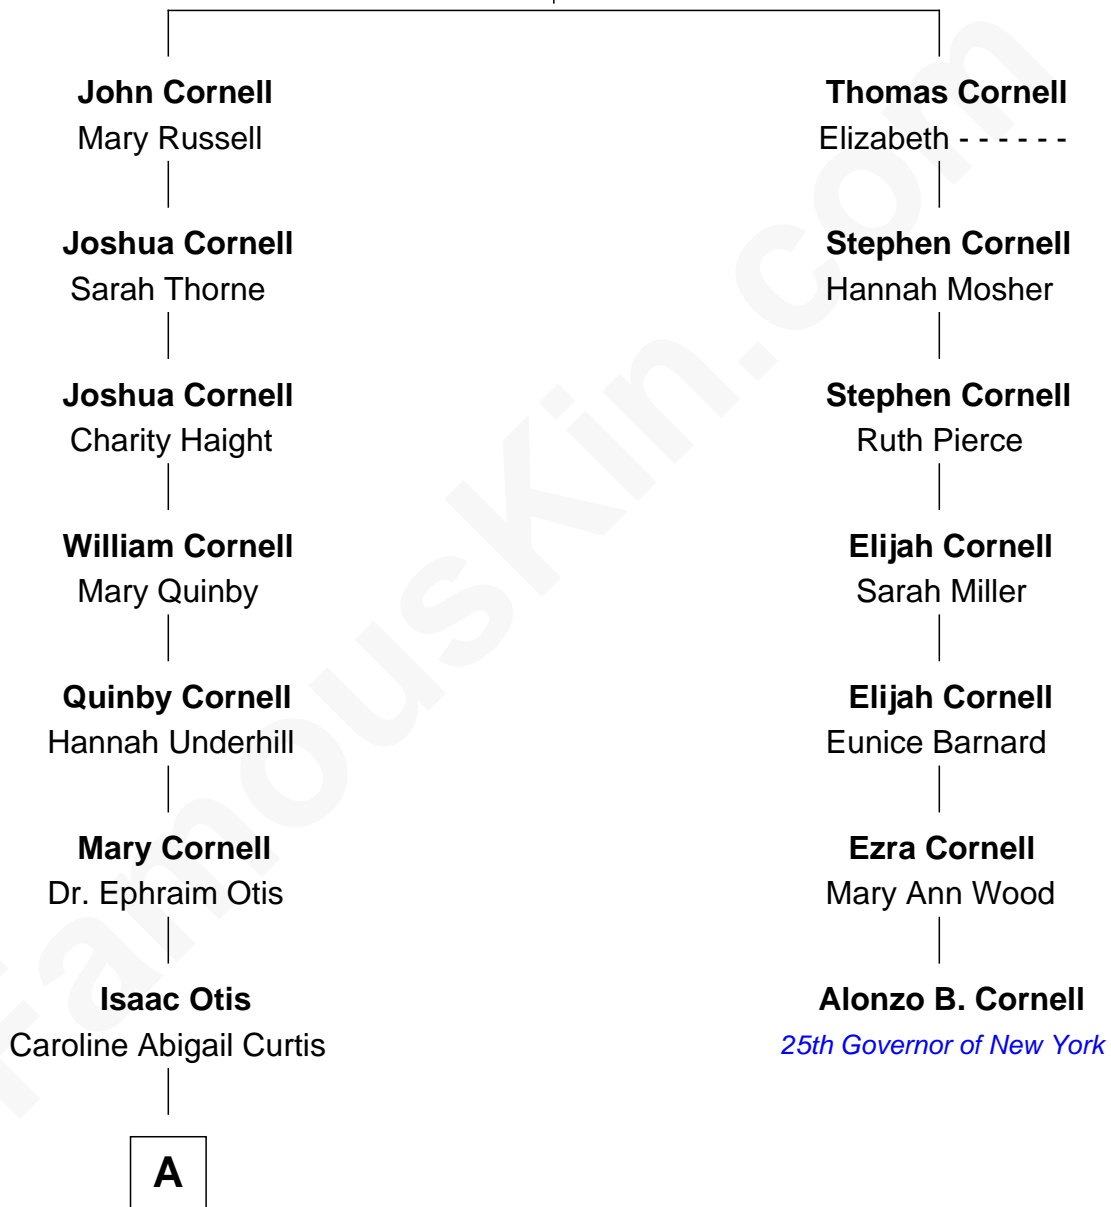 John Cornell
Mary Russell
Joshua Cornell
Sarah Thorne
Joshua Cornell
Charity Haight
William Cornell
Mary Quinby
Quinby Cornell
Hannah Underhill
Mary Cornell
Dr. Ephraim Otis
Isaac Otis
Caroline Abigail Curtis
A
Thomas Cornell
Elizabeth - - - - - -
Stephen Cornell
Hannah Mosher
Stephen Cornell
Ruth Pierce
Elijah Cornell
Sarah Miller
Elijah Cornell
Eunice Barnard
Ezra Cornell
Mary Ann Wood
Alonzo B. Cornell
25th Governor of New York
FamousKin.com